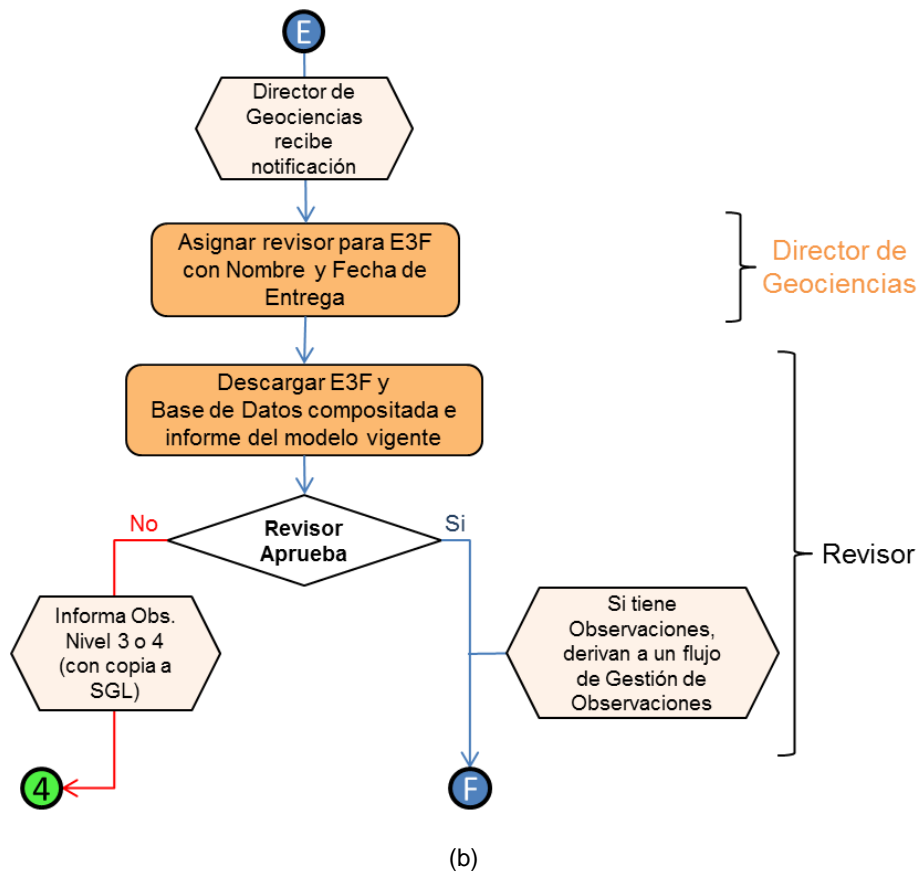 E
Director de
Geociencias
recibe
notificación
Asignar revisor para E3F
con Nombre y Fecha de
Entrega
Director de
Geociencias
Descargar E3F y
Base de Datos compositada e
informe del modelo vigente
No
Revisor
Aprueba
Si
Revisor
Informa Obs.
Nivel 3 o 4
(con copia a
SGL)
Si tiene
Observaciones,
derivan a un flujo
de Gestión de
Observaciones
4
F
(b)